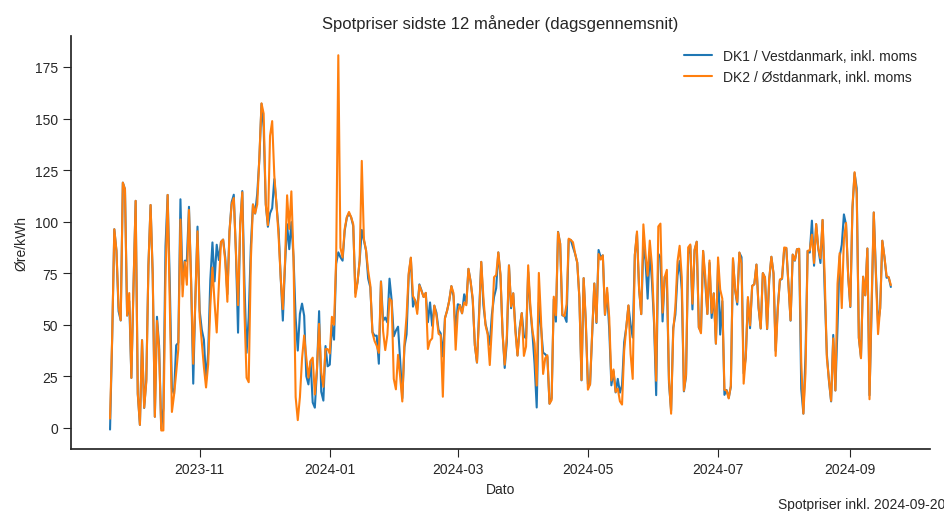 Spotpriser sidste 12 måneder (dagsgennemsnit)
DK1 / Vestdanmark, inkl. moms
DK2 / Østdanmark, inkl. moms
175
150
125
100
75
50
25
0
Øre/kWh
2023-11
2024-01
2024-03
2024-05
2024-07
2024-09
Dato
Spotpriser inkl. 2024-09-20